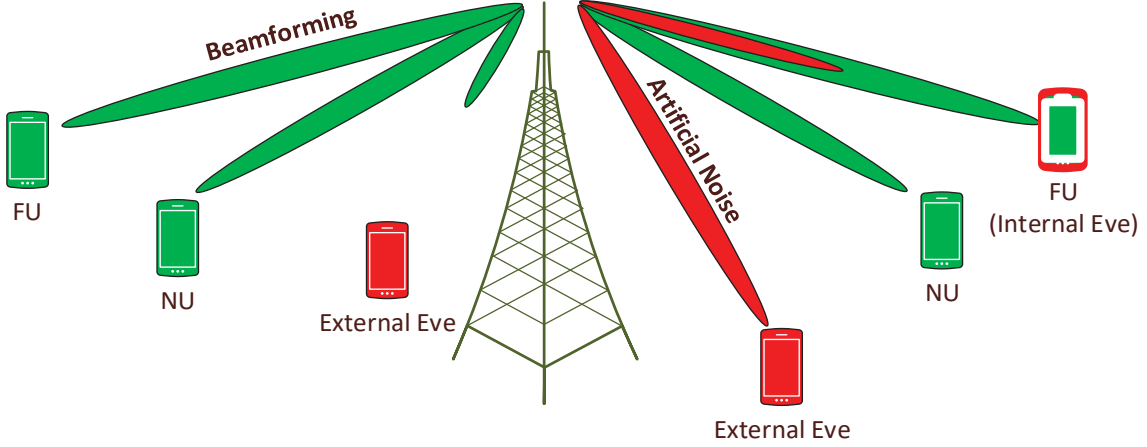 Beamforming
Artificial Noise
FU
FU
(Internal Eve)
NU
NU
External Eve
External Eve